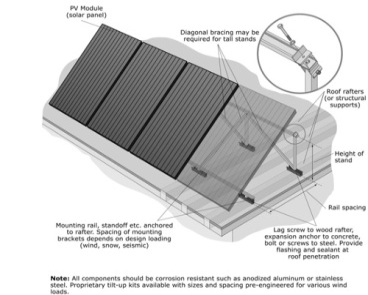 PV Module
(solar panel)
Diagonal bracing may be
required for tall stands
Roof rafters
(or structural
supports)
Height of
stand
Rail spacing
Mounting rail, standoff etc. anchored
to rafter. Spacing of mounting
brackets depends on design loading
(wind, snow, seismic)
Lag screw to wood rafter,
expansion anchor to concrete,
bolt or screws to steel. Provide
flashing and sealant at
roof penetration
Note: All components should be corrosion resistant such as anodized aluminum or stainless
steel. Proprietary tilt-up kits available with sizes and spacing pre-engineered for various wind
loads.